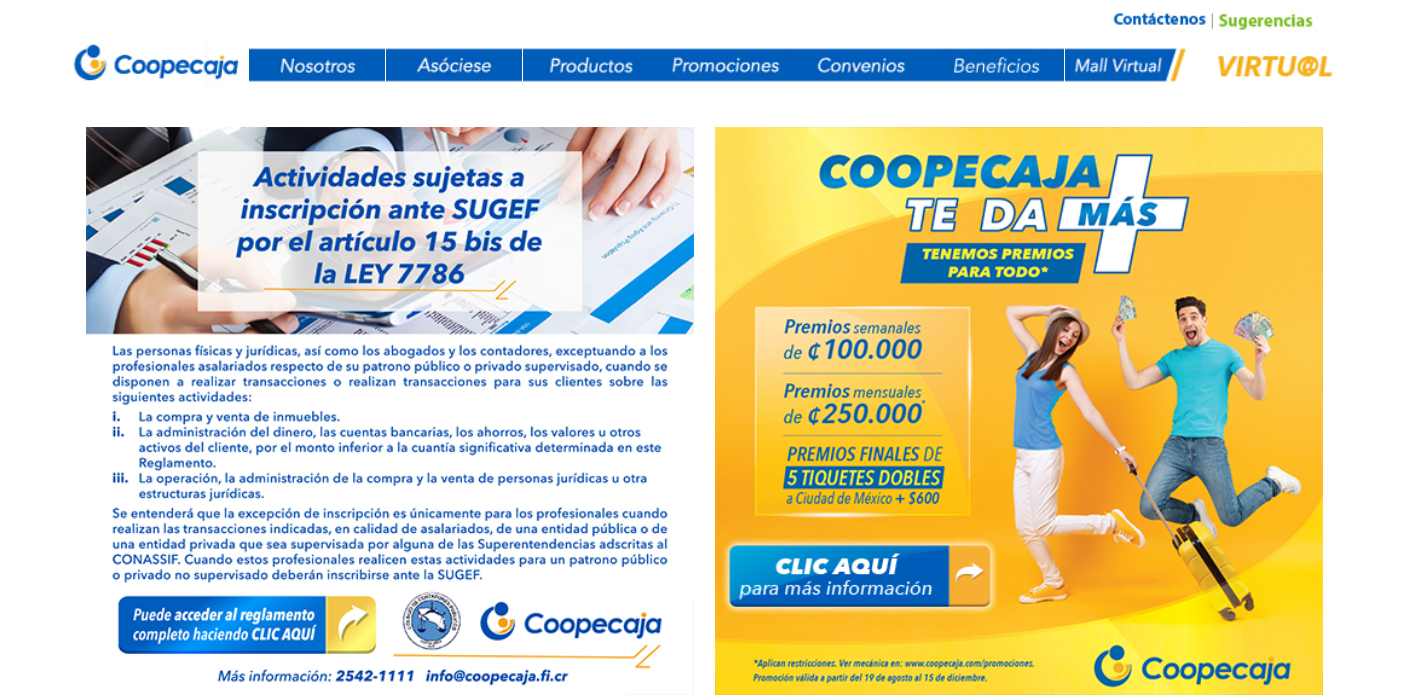 Contáctenos | Sugerencias
Coopecaja Nosotros Asóciese Productos Promociones Convenios Beneficios Mall Virtual VIRTU@L
Actividades sujetas a
inscripción ante SUGEF
por el artículo 15 bis de
la LEY 7786
Las personas físicas y jurídicas, así como los abogados y los contadores, exceptuando a los
profesionales asalariados respecto de su patrono público o privado supervisado, cuando se
disponen a realizar transacciones o realizan transacciones para sus clientes sobre las
siguientes actividades:
i. La compra y venta de inmuebles.
ii. La administración del dinero, las cuentas bancarias, los ahorros, los valores u otros
activos del cliente, por el monto inferior a la cuantía significativa determinada en este
Reglamento.
iii. La operación, la administración de la compra y la venta de personas jurídicas u otra
estructuras jurídicas.
Se entenderá que la excepción de inscripción es únicamente para los profesionales cuando
realizan las transacciones indicadas, en calidad de asalariados, de una entidad pública o de
una entidad privada que sea supervisada por alguna de las Superentendencias adscritas al
CONASSIF. Cuando estos profesionales realicen estas actividades para un patrono público
o privado no supervisado deberán inscribirse ante la SUGEF.
Puede acceder al reglamento
completo haciendo CLIC AQUÍ
Coopecaja
Más información: 2542-1111 info@coopecaja.fi.cr
COOPECAJA
TE DA MÁS
TENEMOS PREMIOS
PARA TODO*
Premios semanales
de ₡100.000
Premios mensuales
de ₡250.000*
PREMIOS FINALES DE
5 TIQUETES DOBLES
a Ciudad de México + $600
CLIC AQUÍ
para más información
*Aplican restricciones. Ver mecánica en: www.coopecaja.com/promociones.
Promoción válida a partir del 19 de agosto al 15 de diciembre.
Coopecaja